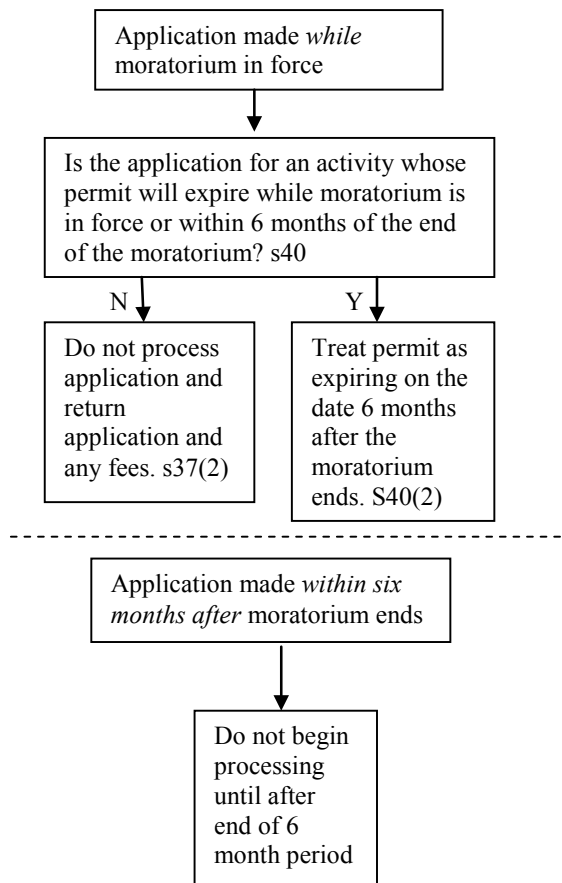 Application made while
moratorium in force
Is the application for an activity whose
permit will expire while moratorium is
in force or within 6 months of the end
of the moratorium? s40
N
Y
Do not process
application and
return
application and
any fees. s37(2)
Treat permit as
expiring on the
date 6 months
after the
moratorium
ends. S40(2)
Application made within six
months after moratorium ends
Do not begin
processing
until after
end of 6
month period